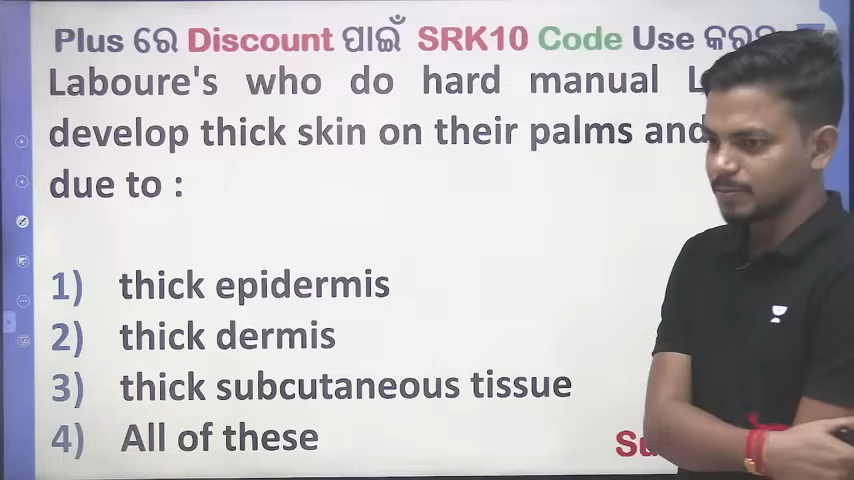 Plus ରେ Discount ପାଇଁ SRK10 Code Use
Laboure's who do hard manual
develop thick skin on their palms and
due to :
1) thick epidermis
2) thick dermis
3) thick subcutaneous tissue
4) All of these